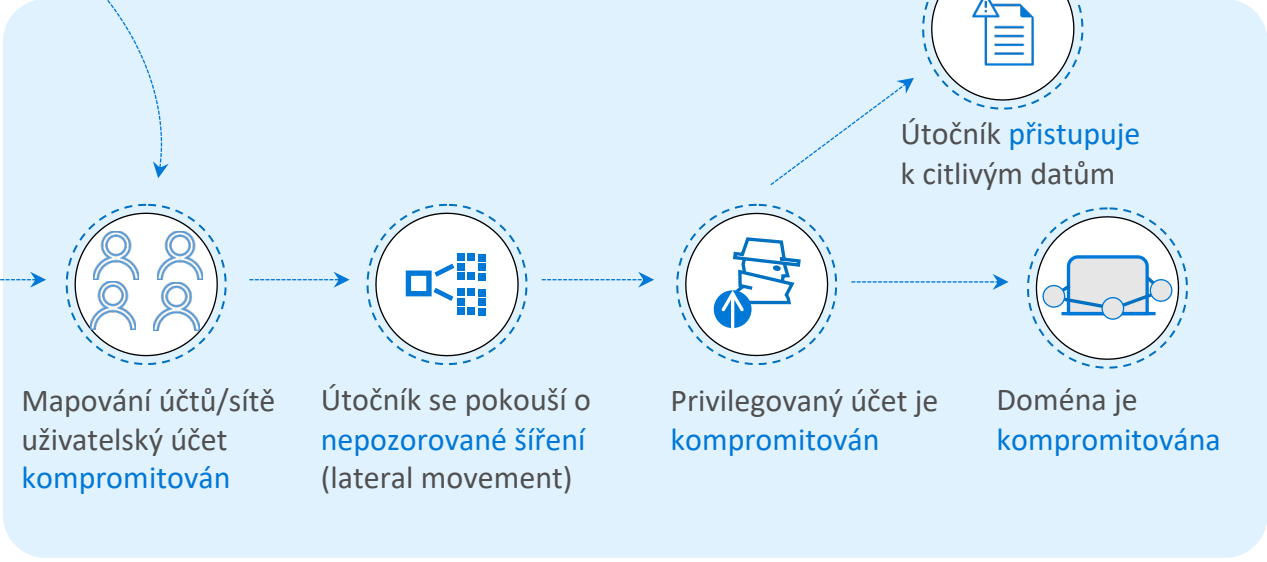 Útočník přistupuje
k citlivým datům
Mapování účtů/sítě
uživatelský účet
kompromitován
Útočník se pokouší o
nepozorované šíření
(lateral movement)
Privilegovaný účet je
kompromitován
Doména je
kompromitována